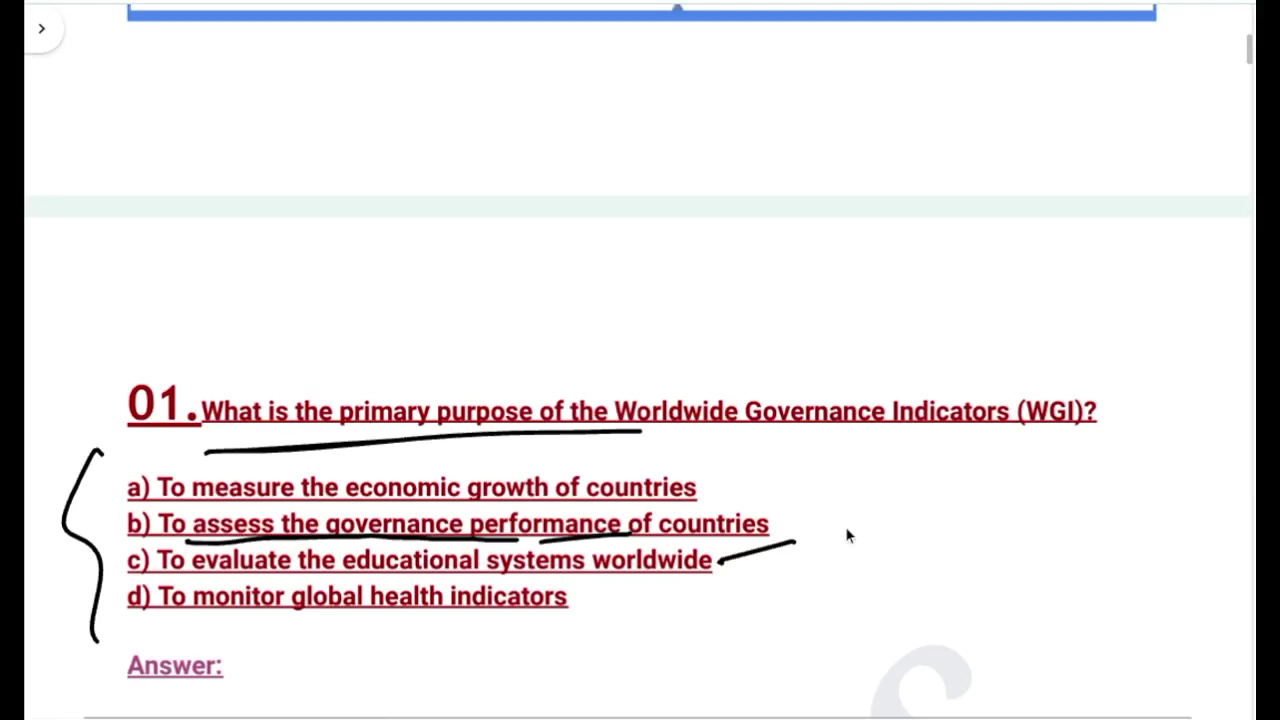 01. What is the primary purpose of the Worldwide Governance Indicators (WGI)?
a) To measure the economic growth of countries
b) To assess the governance performance of countries
c) To evaluate the educational systems worldwide
d) To monitor global health indicators
Answer: